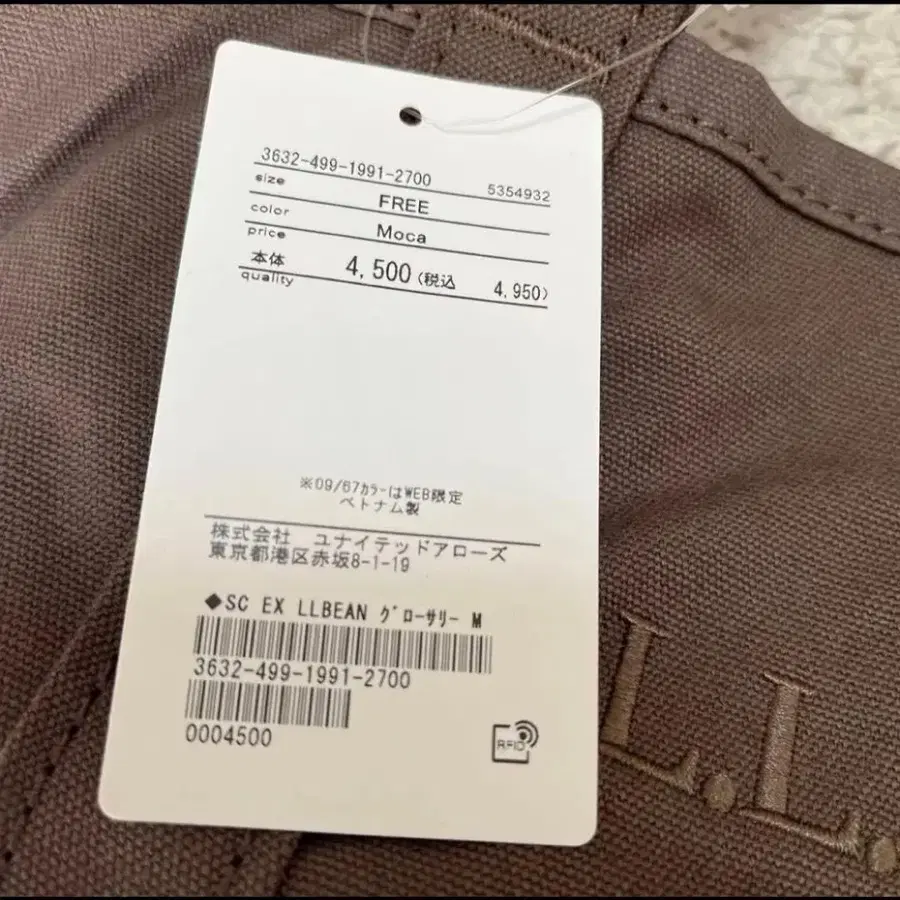 3632-499-1991-2700
size 5354932
FREE
color
Moca
price
本体 4,500 (税込 4,950)
quality
※09/67ｶﾗｰはWEB限定
ベトナム製
株式会社 ユナイテッドアローズ
東京都港区赤坂8-1-19
◆SC EX LLBEAN ｸﾞﾛｰｻﾘｰ M
3632-499-1991-2700
0004500
RFID
L.L.